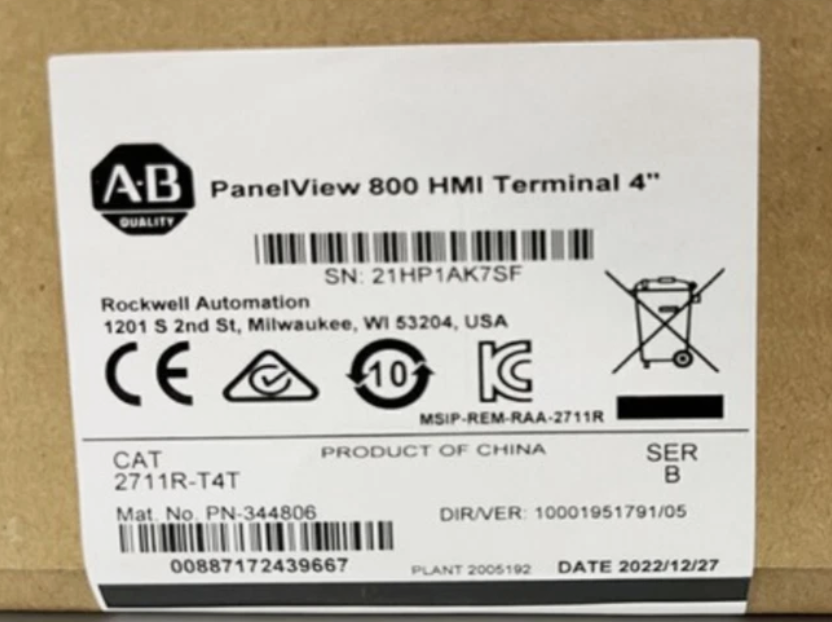 A·B
QUALITY
PanelView 800 HMI Terminal 4"
SN: 21HP1AK7SF
Rockwell Automation
1201 S 2nd St, Milwaukee, WI 53204, USA
CE
10
KC
MSIP-REM-RAA-2711R
PRODUCT OF CHINA
CAT
2711R-T4T
SER
B
Mat. No. PN-344806
DIR/VER: 10001951791/05
00887172439667
PLANT 2005192
DATE 2022/12/27